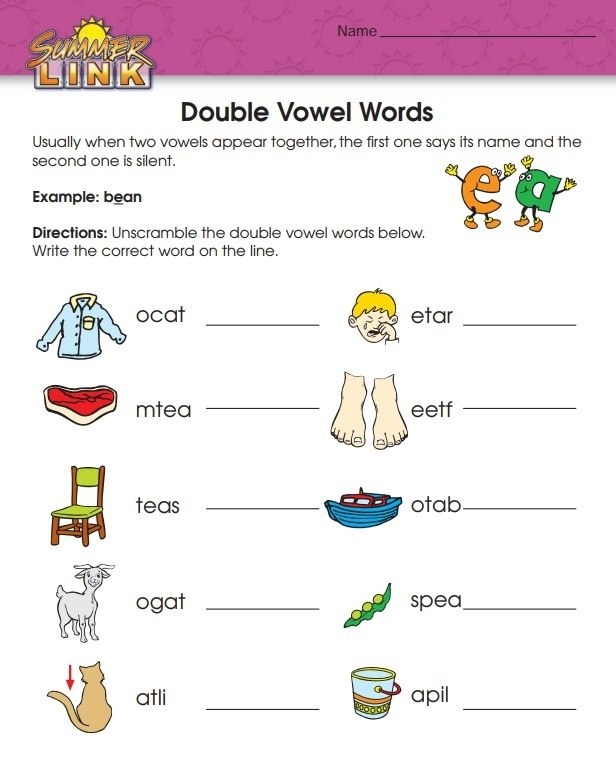 SUMMER
LINK
Name
Double Vowel Words
Usually when two vowels appear together, the first one says its name and the
second one is silent.
Example: bean
e a
Directions: Unscramble the double vowel words below.
Write the correct word on the line.
ocat
etar
mtea
eetf
teas
otab
ogat
spea
atli
apil